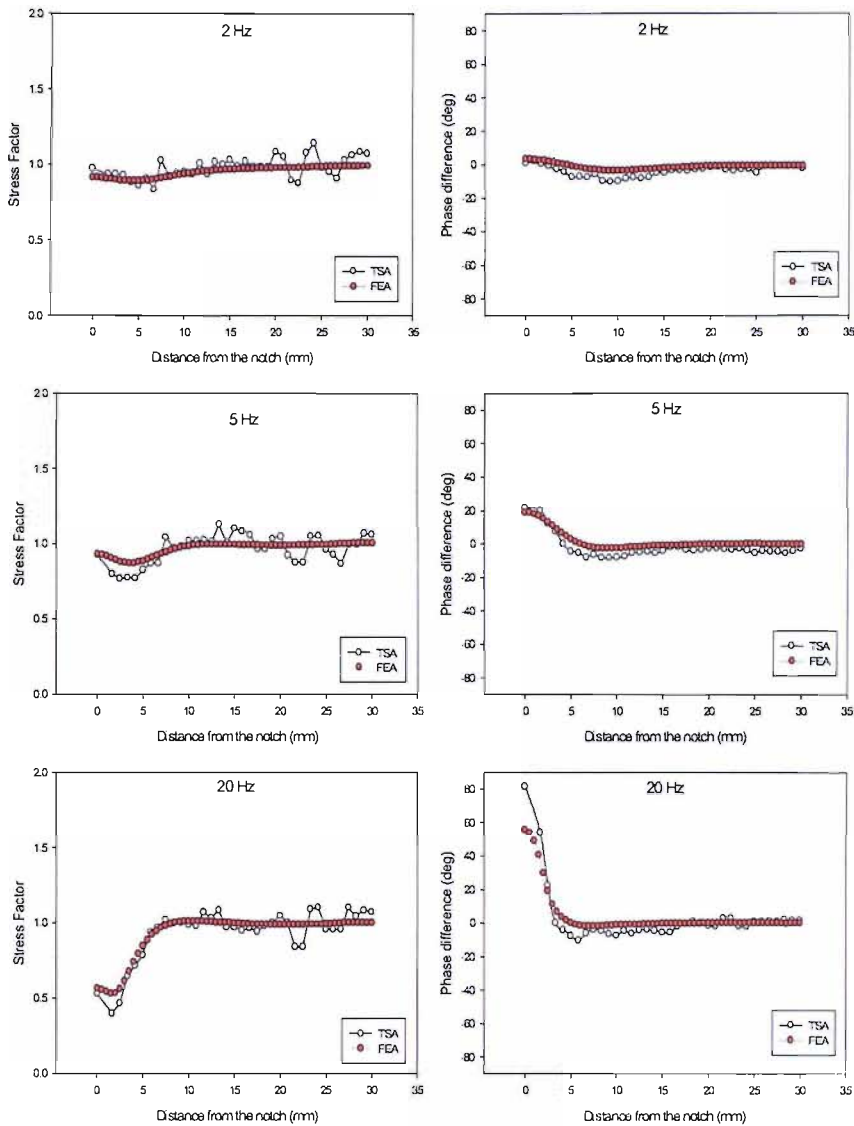 2 Hz
2 Hz
2.0
1.5
1.0
0.5
0.0
Stress Factor
TSA
FEA
0 5 10 15 20 25 30 35
Distance from the notch (mm)
80
60
40
20
0
-20
-40
-60
-80
Phase difference (deg)
TSA
FEA
0 5 10 15 20 25 30 35
Distance from the notch (mm)
5 Hz
5 Hz
2.0
1.5
1.0
0.5
0.0
Stress Factor
TSA
FEA
0 5 10 15 20 25 30 35
Distance from the notch (mm)
80
60
40
20
0
-20
-40
-60
-80
Phase difference (deg)
TSA
FEA
0 5 10 15 20 25 30 35
Distance from the notch (mm)
20 Hz
20 Hz
2.0
1.5
1.0
0.5
0.0
Stress Factor
TSA
FEA
0 5 10 15 20 25 30 35
Distance from the notch (mm)
80
60
40
20
0
-20
-40
-60
-80
Phase difference (deg)
TSA
FEA
0 5 10 15 20 25 30 35
Distance from the notch (mm)